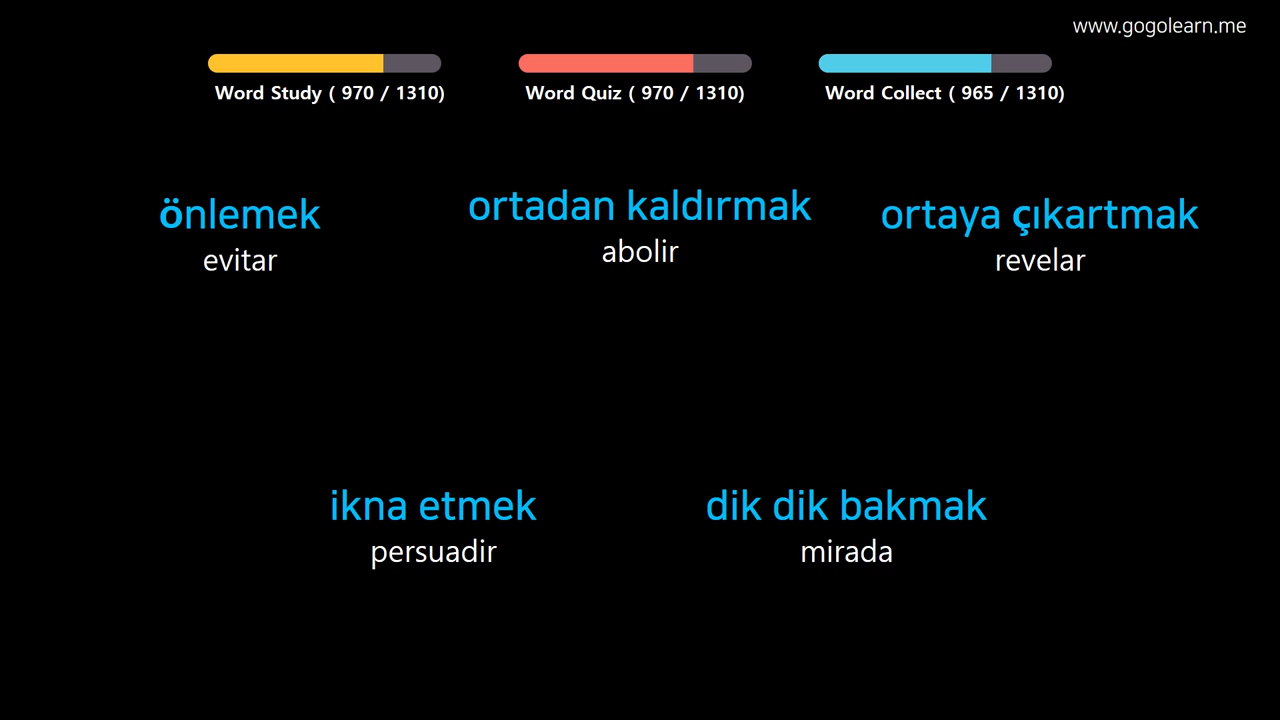 www.gogolearn.me
Word Study ( 970 / 1310)
Word Quiz ( 970 / 1310)
Word Collect ( 965 / 1310)
önlemek
evitar
ortadan kaldırmak
abolir
ortaya çıkartmak
revelar
ikna etmek
persuadir
dik dik bakmak
mirada